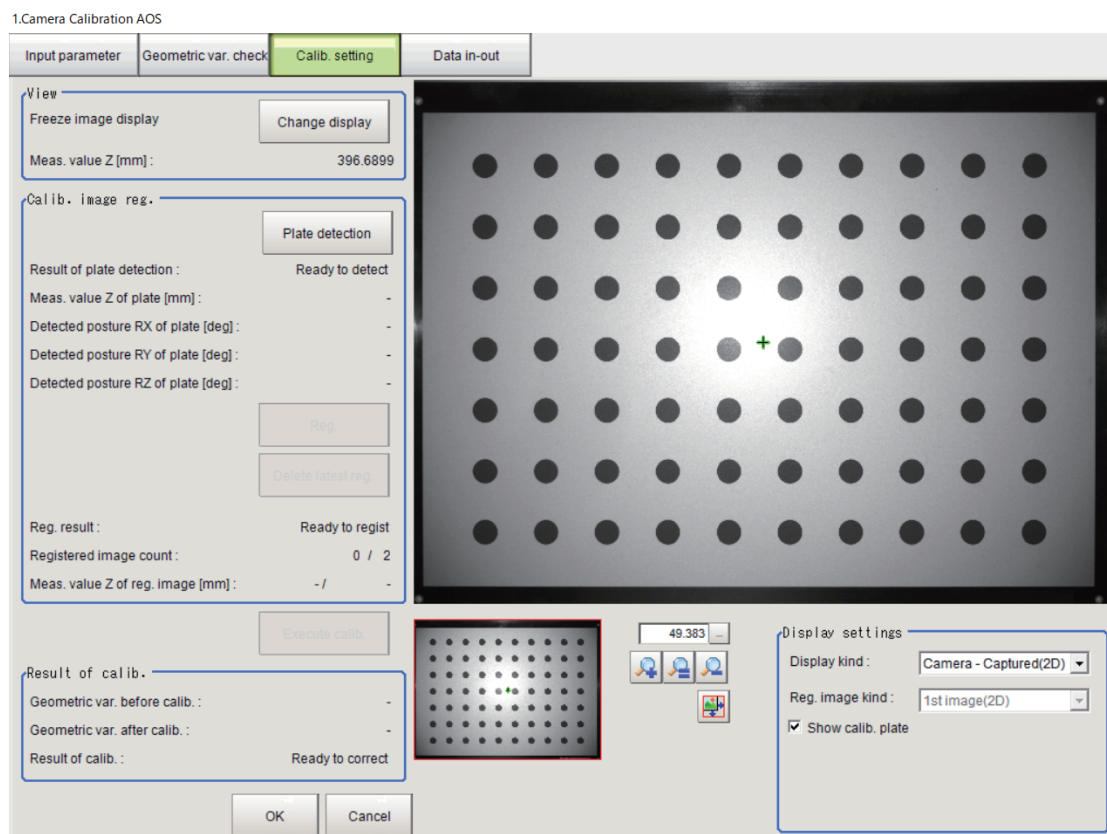 1.Camera Calibration AOS
Input parameter
Geometric var. check
Calib. setting
Data in-out
View
Freeze image display
Change display
Meas. value Z [mm] :
396.6899
Calib. image reg.
Plate detection
Result of plate detection :
Ready to detect
Meas. value Z of plate [mm] :
-
Detected posture RX of plate [deg] :
-
Detected posture RY of plate [deg] :
-
Detected posture RZ of plate [deg] :
-
Reg.
Delete latest reg.
Reg. result :
Ready to regist
Registered image count :
0 / 2
Meas. value Z of reg. image [mm] :
- / -
Execute calib.
Result of calib.
Geometric var. before calib. :
-
Geometric var. after calib. :
-
Result of calib. :
Ready to correct
OK
Cancel
49.383
...
Display settings
Display kind :
Camera - Captured(2D)
Reg. image kind :
1st image(2D)
Show calib. plate